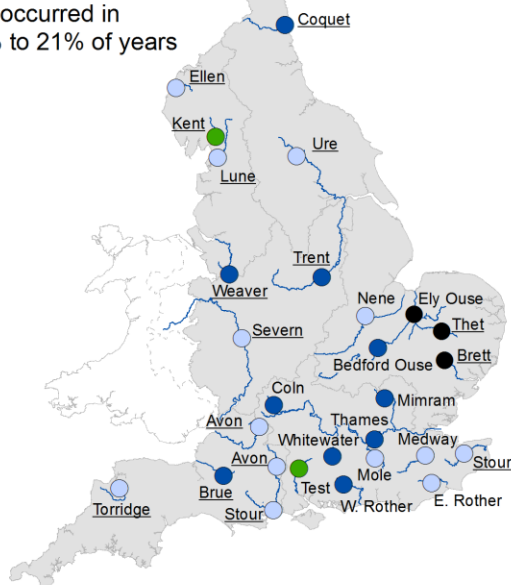 occurred in
to 21% of years
Coquet
Ellen
Kent
Ure
Lune
Trent
Weaver
Nene
Ely Ouse
Thet
Severn
Brett
Bedford Ouse
Coln
Mimram
Avon
Thames
Whitewater
Medway
Avon
Stour
Mole
Test
Brue
W. Rother
E. Rother
Torridge
Stour